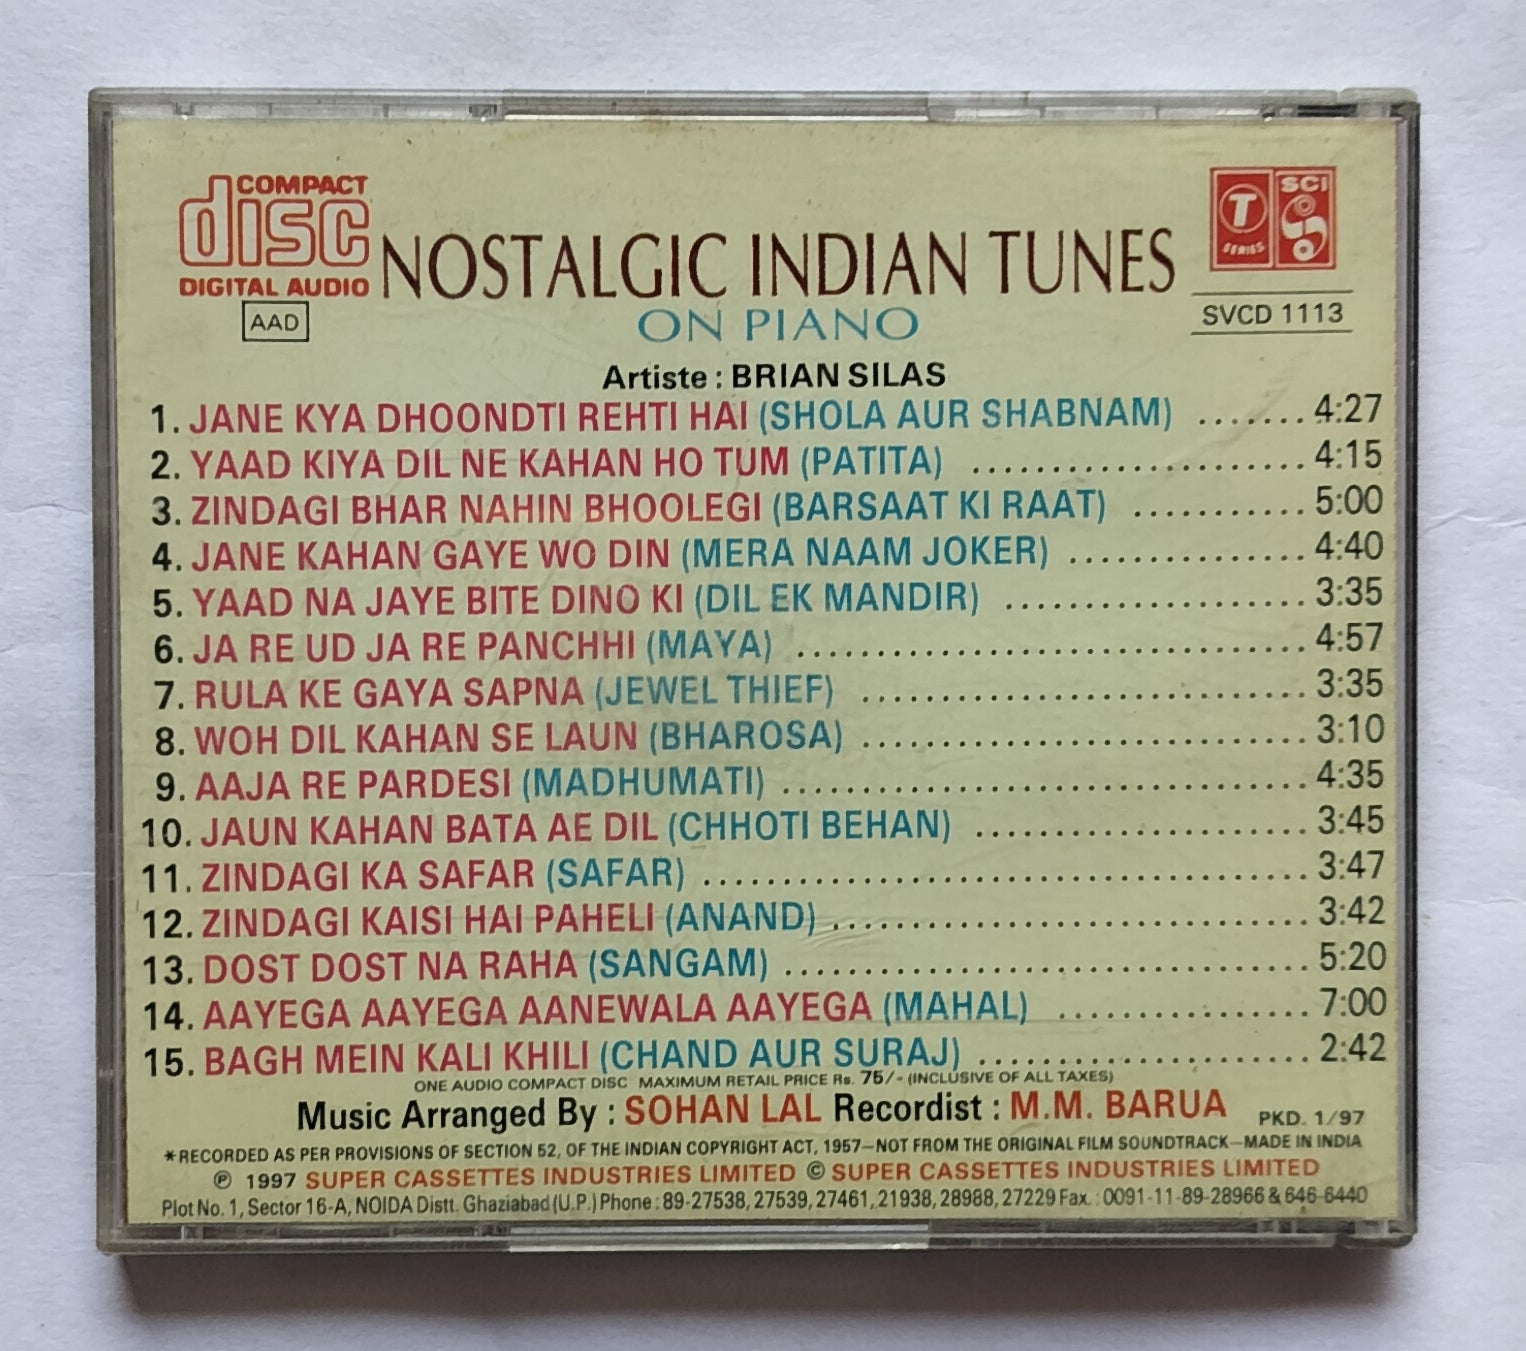 COMPACT
disc
DIGITAL AUDIO
AAD
NOSTALGIC INDIAN TUNES
ON PIANO
T
SERIES
SCI
SVCD 1113
Artiste : BRIAN SILAS
1. JANE KYA DHOONDTI REHTI HAI (SHOLA AUR SHABNAM) ....... 4:27
2. YAAD KIYA DIL NE KAHAN HO TUM (PATITA) ..................... 4:15
3. ZINDAGI BHAR NAHIN BHOOLEGI (BARSAAT KI RAAT) ........... 5:00
4. JANE KAHAN GAYE WO DIN (MERA NAAM JOKER) ............... 4:40
5. YAAD NA JAYE BITE DINO KI (DIL EK MANDIR) ................... 3:35
6. JA RE UD JA RE PANCHHI (MAYA) ................................ 4:57
7. RULA KE GAYA SAPNA (JEWEL THIEF) ............................ 3:35
8. WOH DIL KAHAN SE LAUN (BHAROSA) ............................ 3:10
9. AAJA RE PARDESI (MADHUMATI) ................................. 4:35
10. JAUN KAHAN BATA AE DIL (CHHOTI BEHAN) ..................... 3:45
11. ZINDAGI KA SAFAR (SAFAR) ...................................... 3:47
12. ZINDAGI KAISI HAI PAHELI (ANAND) .............................. 3:42
13. DOST DOST NA RAHA (SANGAM) ................................. 5:20
14. AAYEGA AAYEGA AANEWALA AAYEGA (MAHAL) ................ 7:00
15. BAGH MEIN KALI KHILI (CHAND AUR SURAJ) ..................... 2:42
ONE AUDIO COMPACT DISC MAXIMUM RETAIL PRICE Rs. 75/- (INCLUSIVE OF ALL TAXES)
Music Arranged By : SOHAN LAL Recordist : M.M. BARUA PKD. 1/97
*RECORDED AS PER PROVISIONS OF SECTION 52, OF THE INDIAN COPYRIGHT ACT, 1957–NOT FROM THE ORIGINAL FILM SOUNDTRACK–MADE IN INDIA
℗ 1997 SUPER CASSETTES INDUSTRIES LIMITED © SUPER CASSETTES INDUSTRIES LIMITED
Plot No. 1, Sector 16-A, NOIDA Distt. Ghaziabad (U.P.) Phone : 89-27538, 27539, 27461, 21938, 28988, 27229 Fax. : 0091-11-89-28966 & 646-6440